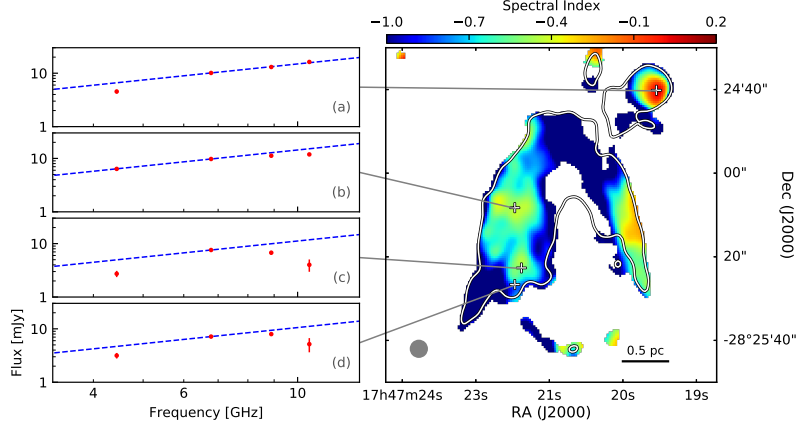 Spectral Index
−1.0 −0.7 −0.4 −0.1 0.2
10
1
(a)
10
1
(b)
10
1
(c)
10
1
(d)
4 6 10
Frequency [GHz]
Flux [mJy]
24'40"
00"
20"
−28°25'40"
Dec (J2000)
0.5 pc
17h47m24s 23s 21s 20s 19s
RA (J2000)